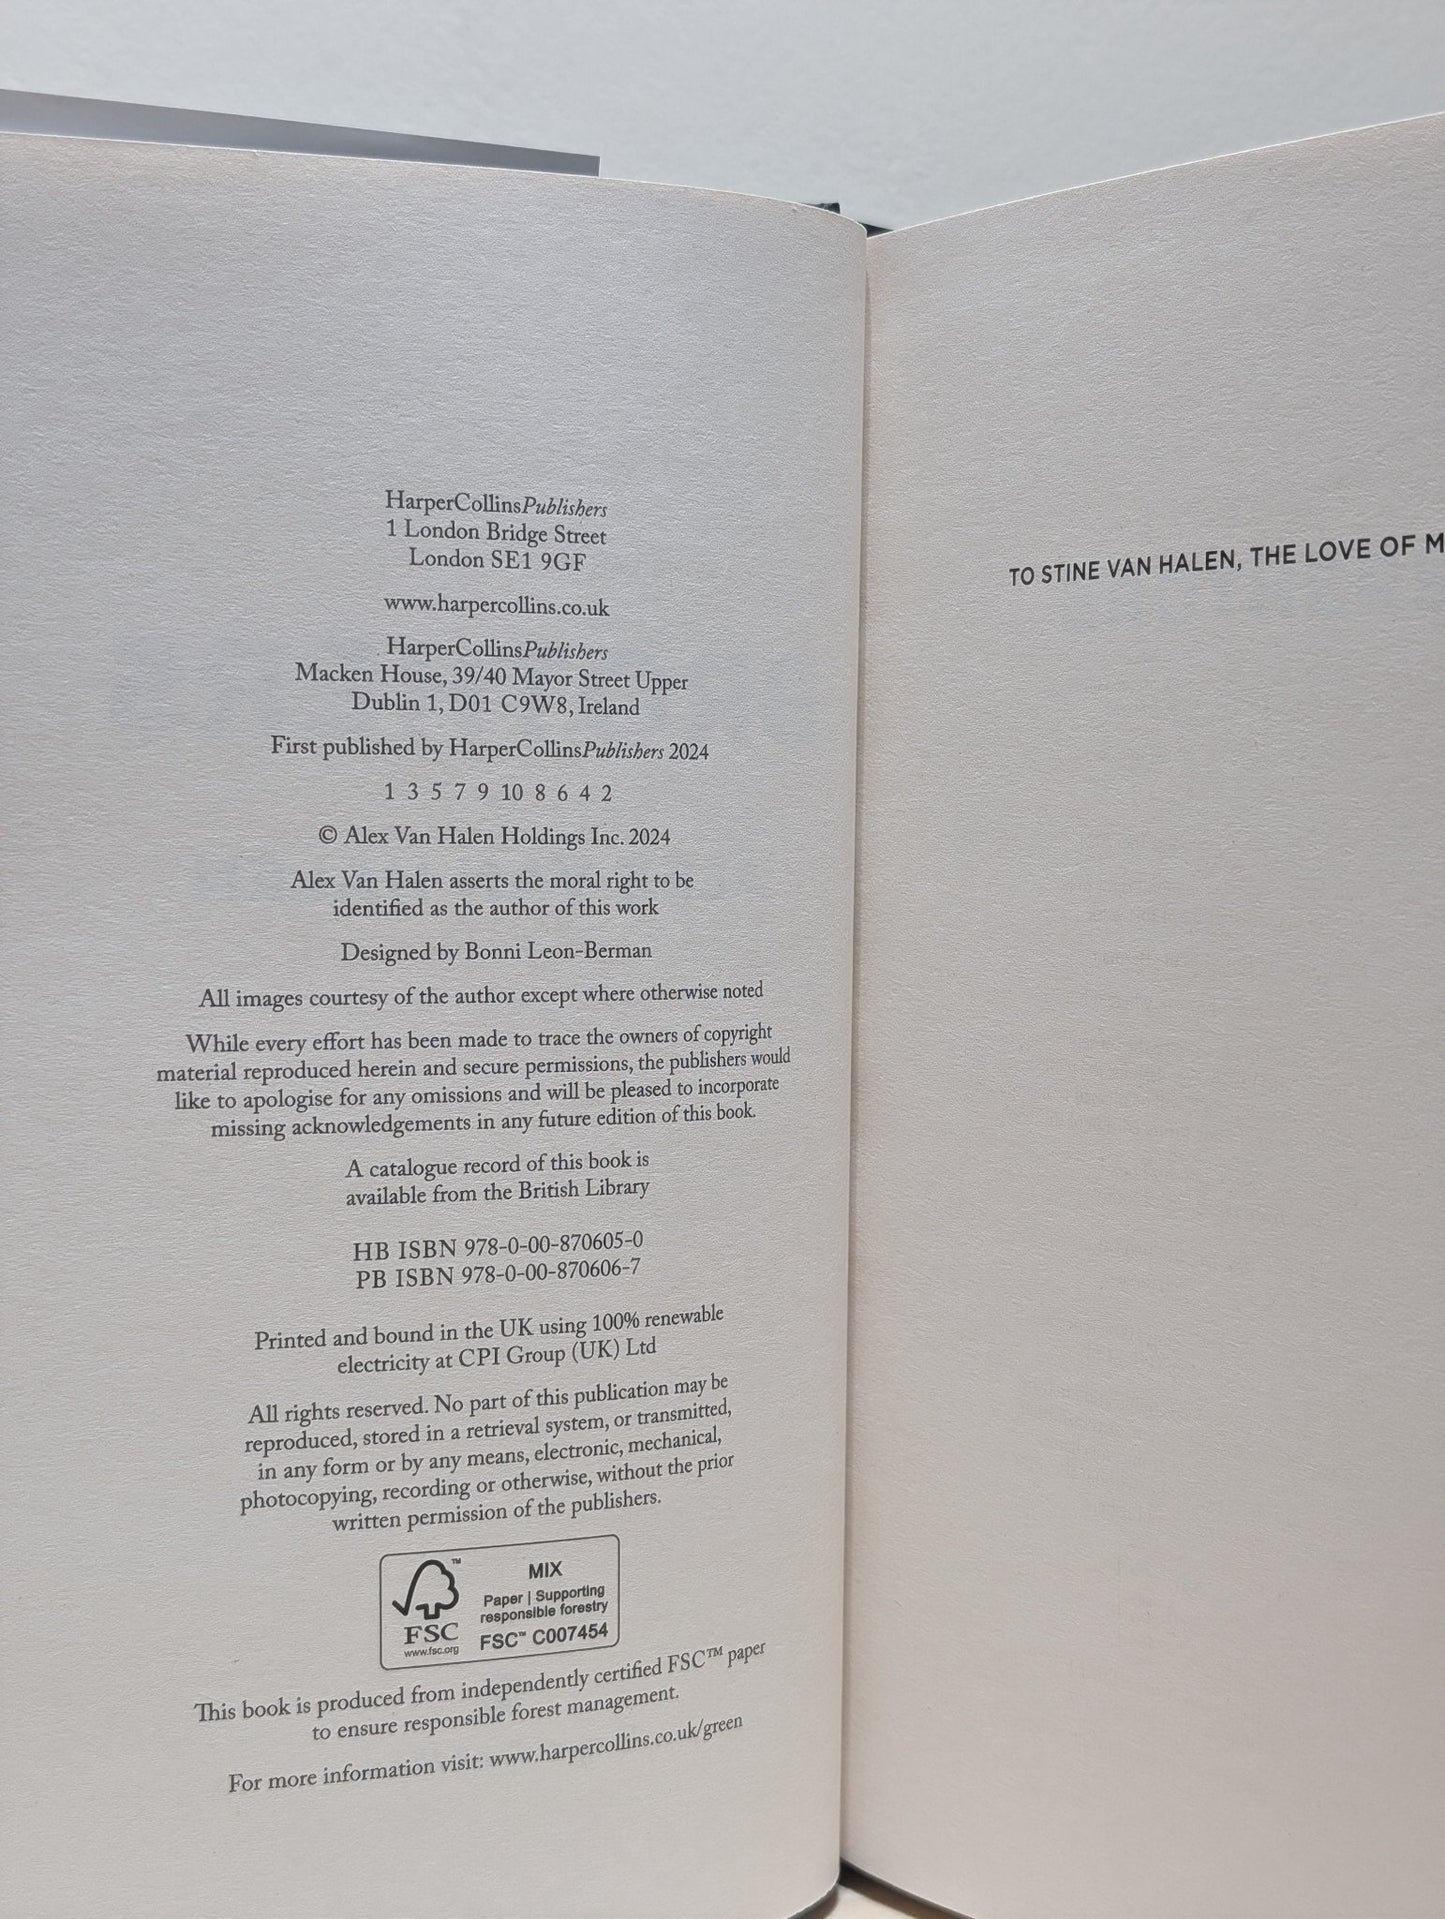 HarperCollinsPublishers
1 London Bridge Street
London SE1 9GF
www.harpercollins.co.uk
HarperCollinsPublishers
Macken House, 39/40 Mayor Street Upper
Dublin 1, D01 C9W8, Ireland
First published by HarperCollinsPublishers 2024
1 3 5 7 9 10 8 6 4 2
© Alex Van Halen Holdings Inc. 2024
Alex Van Halen asserts the moral right to be
identified as the author of this work
Designed by Bonni Leon-Berman
All images courtesy of the author except where otherwise noted
While every effort has been made to trace the owners of copyright
material reproduced herein and secure permissions, the publishers would
like to apologise for any omissions and will be pleased to incorporate
missing acknowledgements in any future edition of this book.
A catalogue record of this book is
available from the British Library
HB ISBN 978-0-00-870605-0
PB ISBN 978-0-00-870606-7
Printed and bound in the UK using 100% renewable
electricity at CPI Group (UK) Ltd
All rights reserved. No part of this publication may be
reproduced, stored in a retrieval system, or transmitted,
in any form or by any means, electronic, mechanical,
photocopying, recording or otherwise, without the prior
written permission of the publishers.
™
FSC
www.fsc.org
MIX
Paper | Supporting
responsible forestry
FSC™ C007454
This book is produced from independently certified FSC™ paper
to ensure responsible forest management.
For more information visit: www.harpercollins.co.uk/green
TO STINE VAN HALEN, THE LOVE OF M